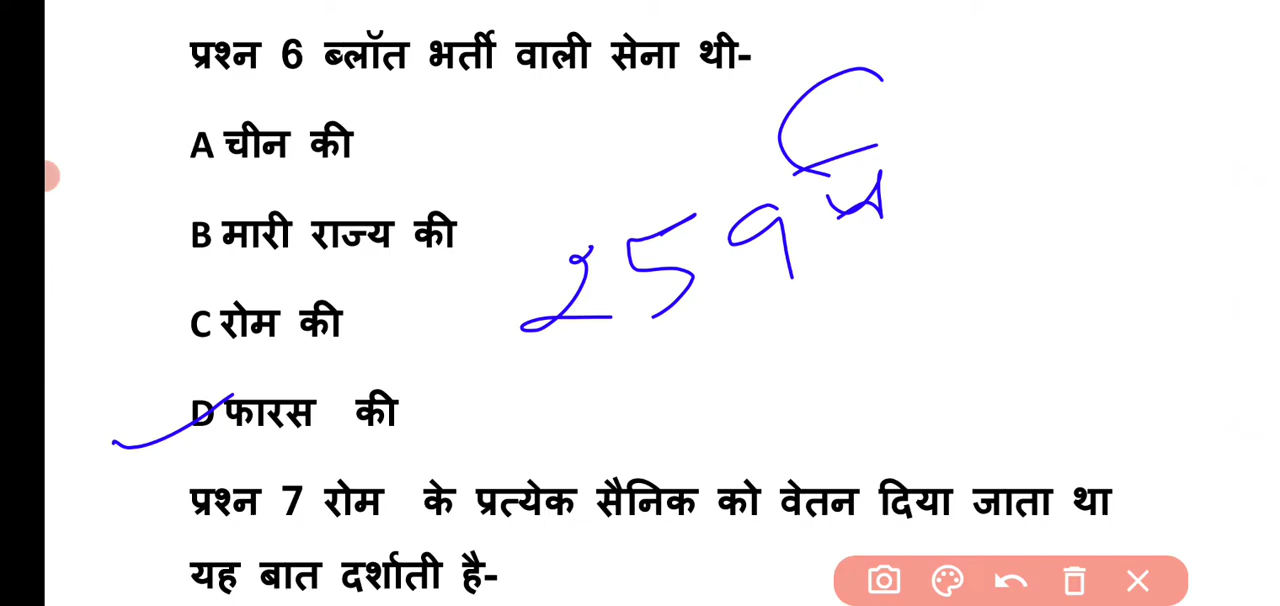 प्रश्न 6 ब्लॉत भर्ती वाली सेना थी-
A चीन की
B मारी राज्य की
259
C रोम की
D फारस की
प्रश्न 7 रोम के प्रत्येक सैनिक को वेतन दिया जाता था
यह बात दर्शाती है-